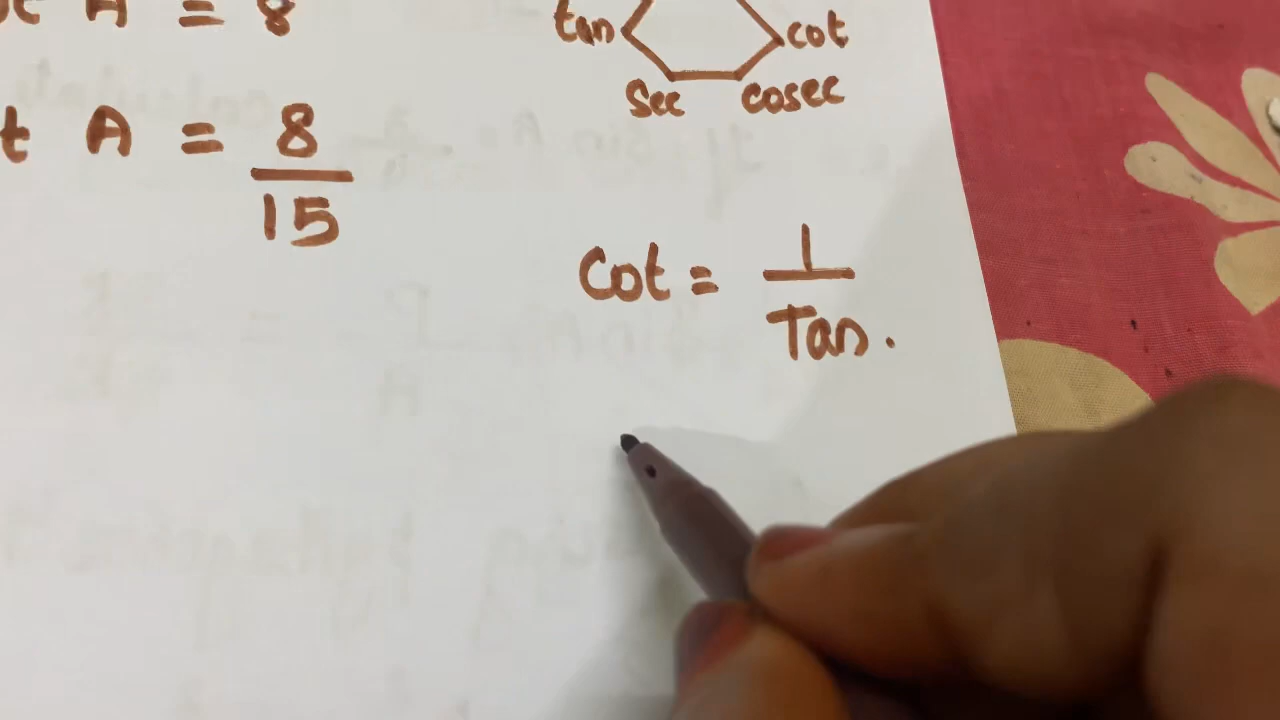 t A = 8
tan cot
sec cosec
t A = 8
15
Cot = 1
Tan.